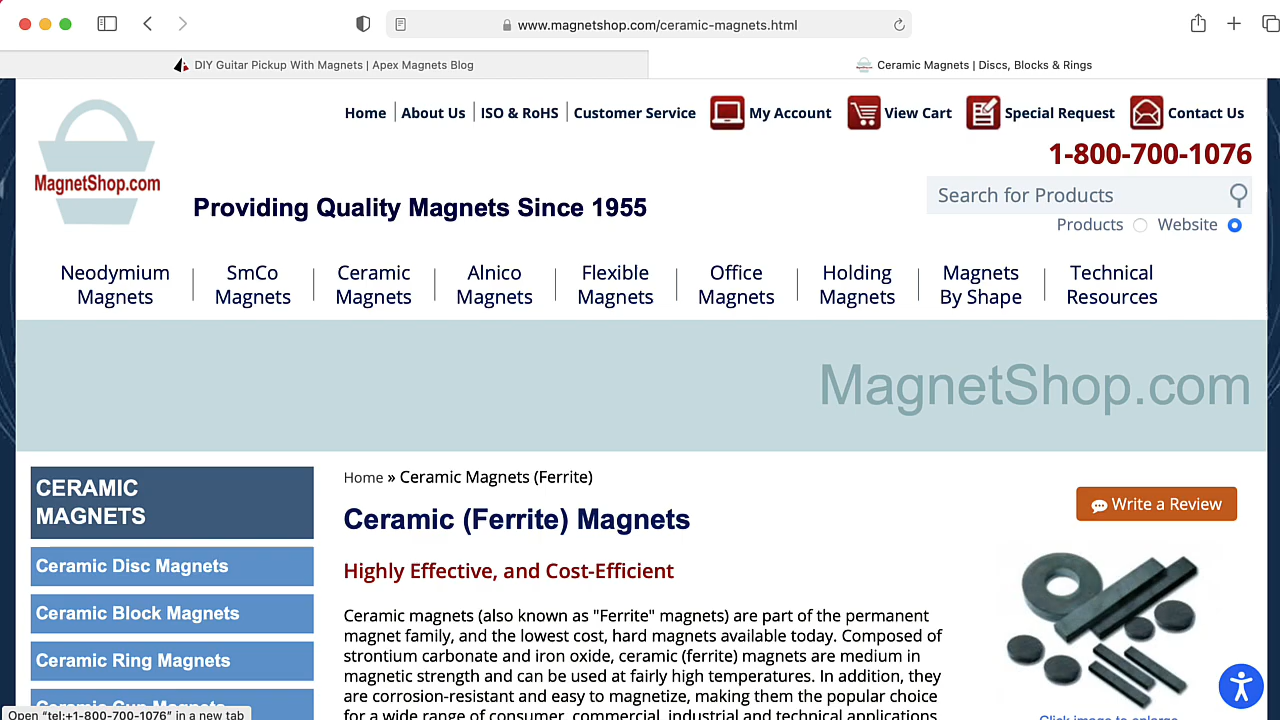 www.magnetshop.com/ceramic-magnets.html
DIY Guitar Pickup With Magnets | Apex Magnets Blog
Ceramic Magnets | Discs, Blocks & Rings
MagnetShop.com
Home
About Us
ISO & RoHS
Customer Service
My Account
View Cart
Special Request
Contact Us
1-800-700-1076
Providing Quality Magnets Since 1955
Search for Products
Products
Website
Neodymium
Magnets
SmCo
Magnets
Ceramic
Magnets
Alnico
Magnets
Flexible
Magnets
Office
Magnets
Holding
Magnets
Magnets
By Shape
Technical
Resources
MagnetShop.com
CERAMIC
MAGNETS
Ceramic Disc Magnets
Ceramic Block Magnets
Ceramic Ring Magnets
Ceramic Cup Magnets
Home » Ceramic Magnets (Ferrite)
Write a Review
Ceramic (Ferrite) Magnets
Highly Effective, and Cost-Efficient
Ceramic magnets (also known as "Ferrite" magnets) are part of the permanent
magnet family, and the lowest cost, hard magnets available today. Composed of
strontium carbonate and iron oxide, ceramic (ferrite) magnets are medium in
magnetic strength and can be used at fairly high temperatures. In addition, they
are corrosion-resistant and easy to magnetize, making them the popular choice
for a wide range of consumer, commercial, industrial and technical applications.
Click image to enlarge
Open “tel:+1-800-700-1076” in a new tab